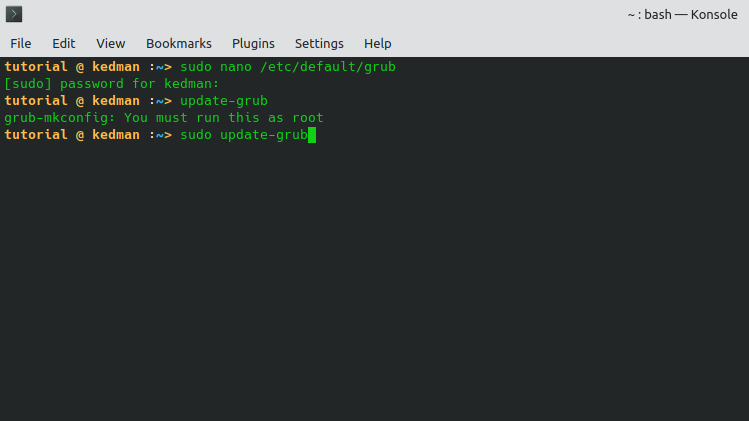 ~ : bash — Konsole
File Edit View Bookmarks Plugins Settings Help
tutorial @ kedman :~> sudo nano /etc/default/grub
[sudo] password for kedman:
tutorial @ kedman :~> update-grub
grub-mkconfig: You must run this as root
tutorial @ kedman :~> sudo update-grub